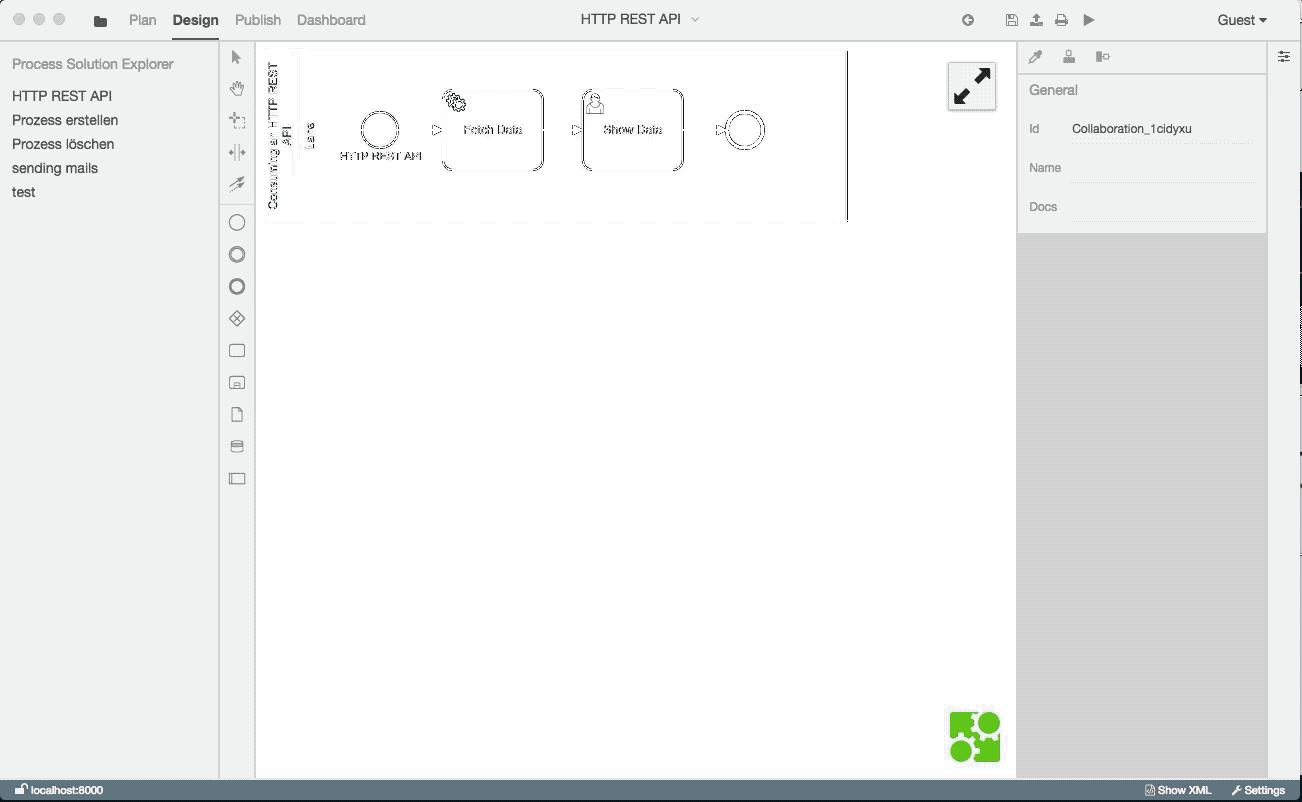 Plan Design Publish Dashboard
HTTP REST API
Guest
Process Solution Explorer
HTTP REST API
Prozess erstellen
Prozess löschen
sending mails
test
Consuming an HTTP REST
API
Lane
HTTP REST API
Fetch Data
Show Data
General
Id Collaboration_1cidyxu
Name
Docs
localhost:8000
Show XML
Settings